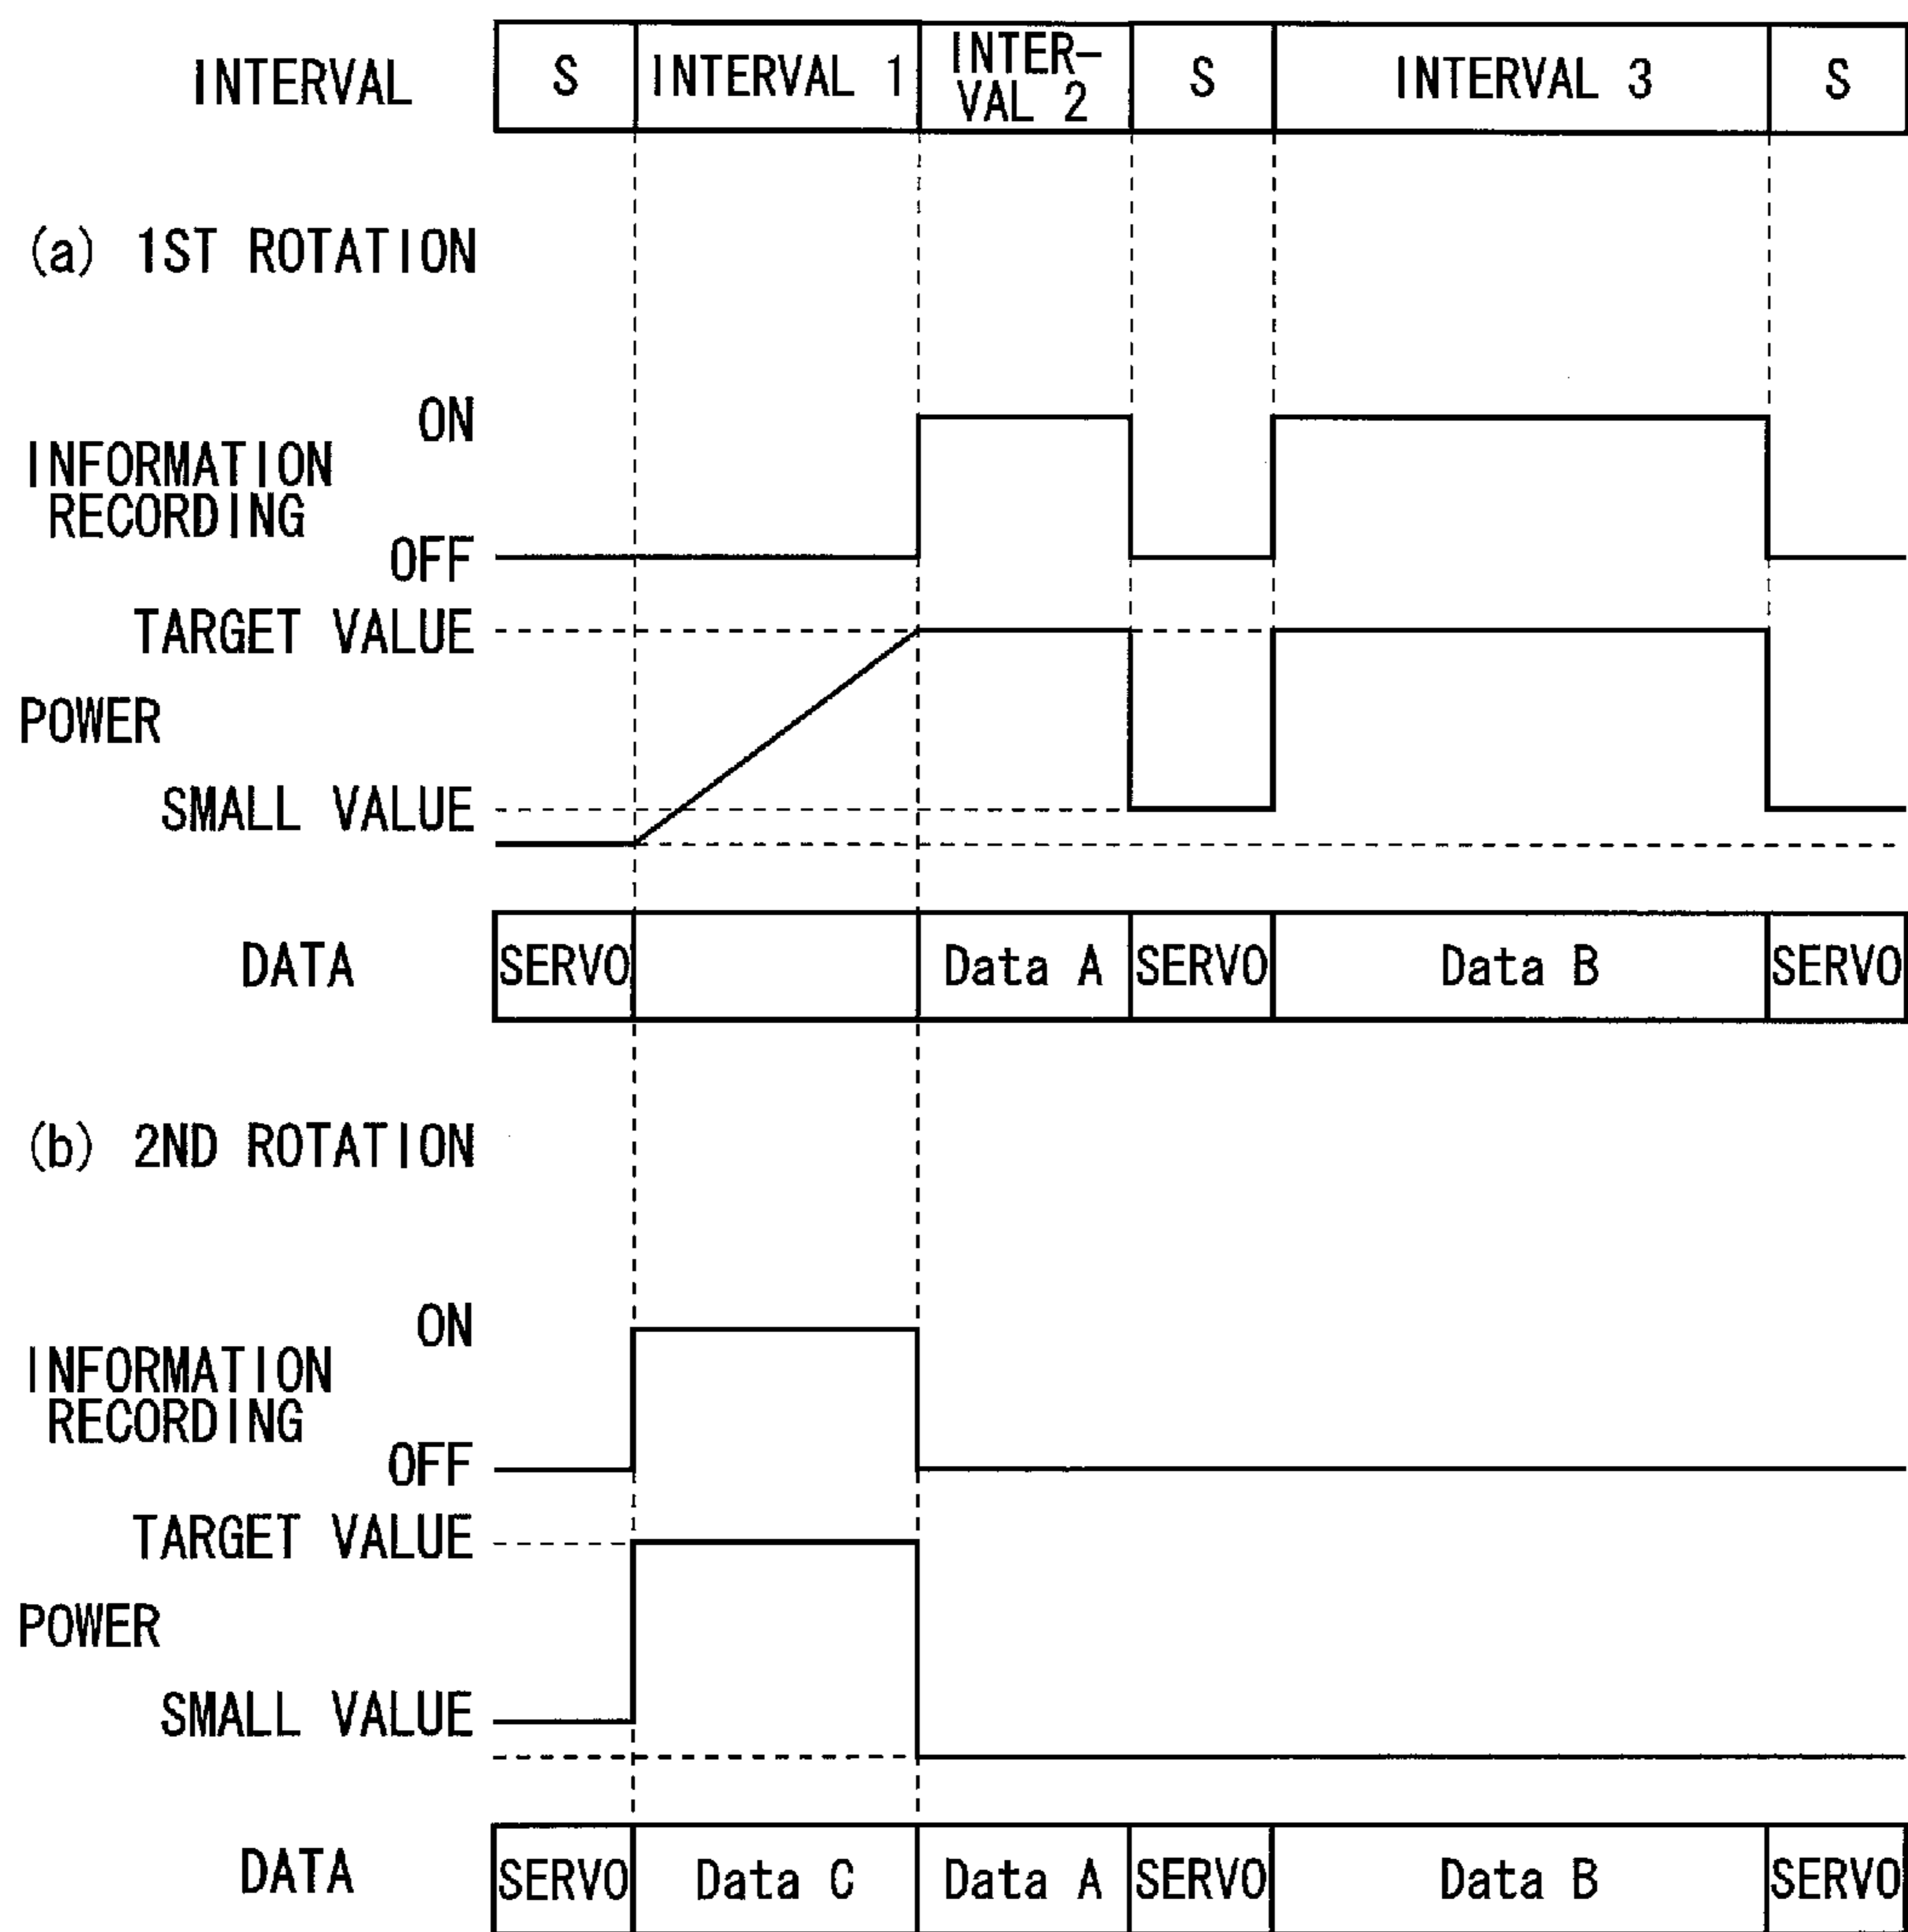 INTERVAL S INTERVAL 1 INTER-
VAL 2 S INTERVAL 3 S
(a) 1ST ROTATION
ON
INFORMATION
RECORDING
OFF
TARGET VALUE
POWER
SMALL VALUE
DATA SERVO Data A SERVO Data B SERVO
(b) 2ND ROTATION
ON
INFORMATION
RECORDING
OFF
TARGET VALUE
POWER
SMALL VALUE
DATA SERVO Data C Data A SERVO Data B SERVO